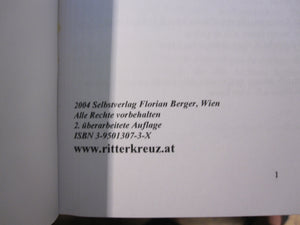 2004 Selbstverlag Florian Berger, Wien
Alle Rechte vorbehalten
2. überarbeitete Auflage
ISBN 3-9501307-3-X
www.ritterkreuz.at
1